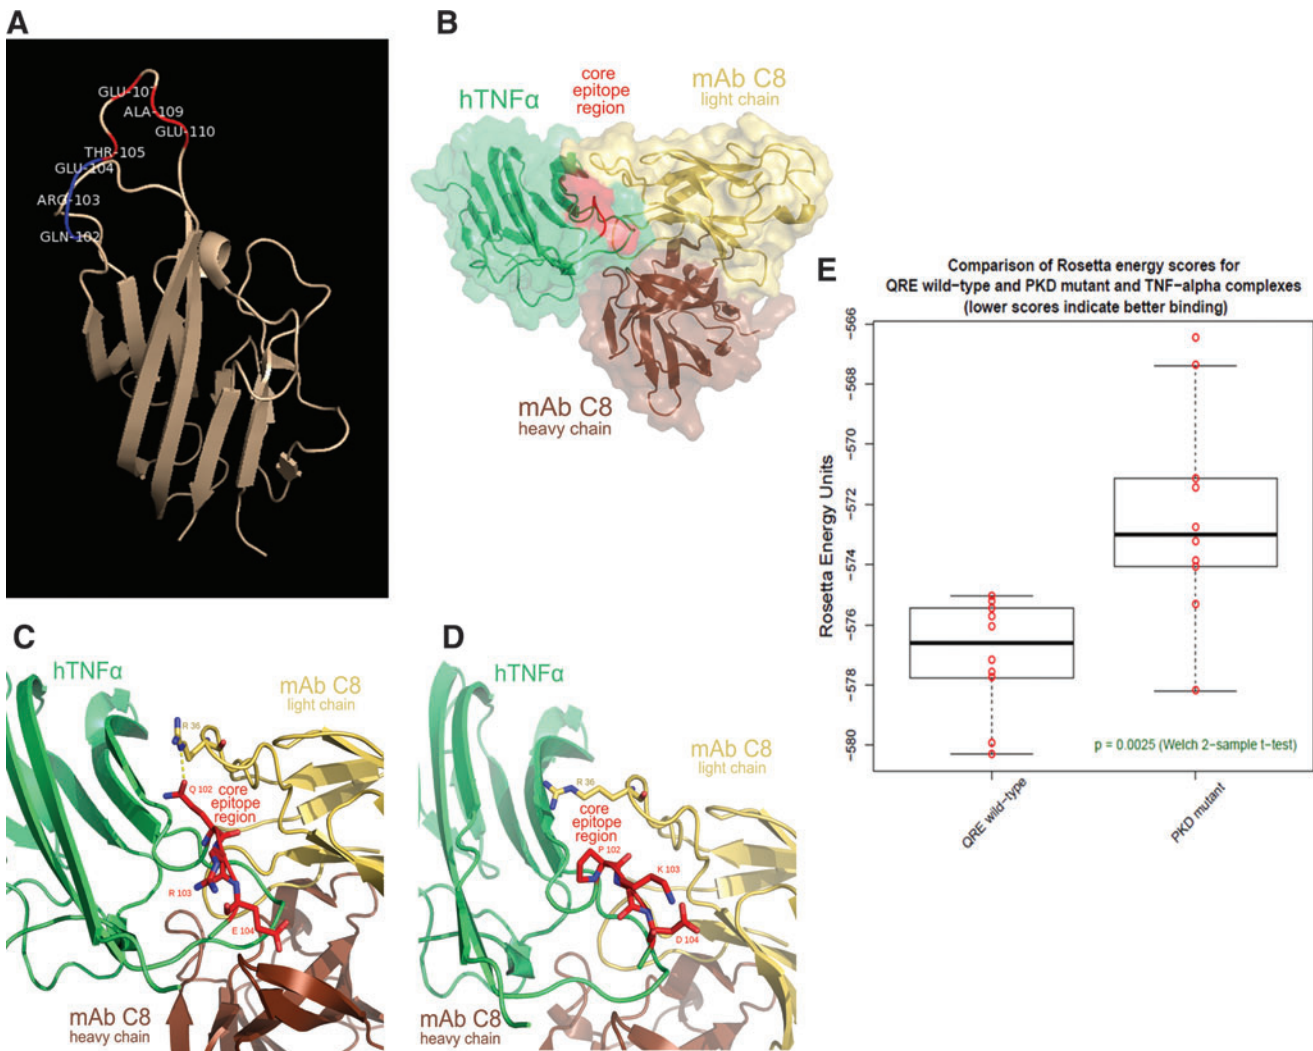 A
GLU-107
ALA-109
GLU-110
THR-105
GLU-104
ARG-103
GLN-102
B
hTNFα
core
epitope
region
mAb C8
light chain
mAb C8
heavy chain
C
hTNFα
mAb C8
light chain
R 36
Q 102
core
epitope
region
R 103
E 104
mAb C8
heavy chain
D
hTNFα
mAb C8
light chain
R 36
core
epitope
region
P 102
K 103
D 104
mAb C8
heavy chain
E
Comparison of Rosetta energy scores for
QRE wild-type and PKD mutant and TNF-alpha complexes
(lower scores indicate better binding)
Rosetta Energy Units
-566
-568
-570
-572
-574
-576
-578
-580
p = 0.0025 (Welch 2-sample t-test)
QRE wild-type
PKD mutant